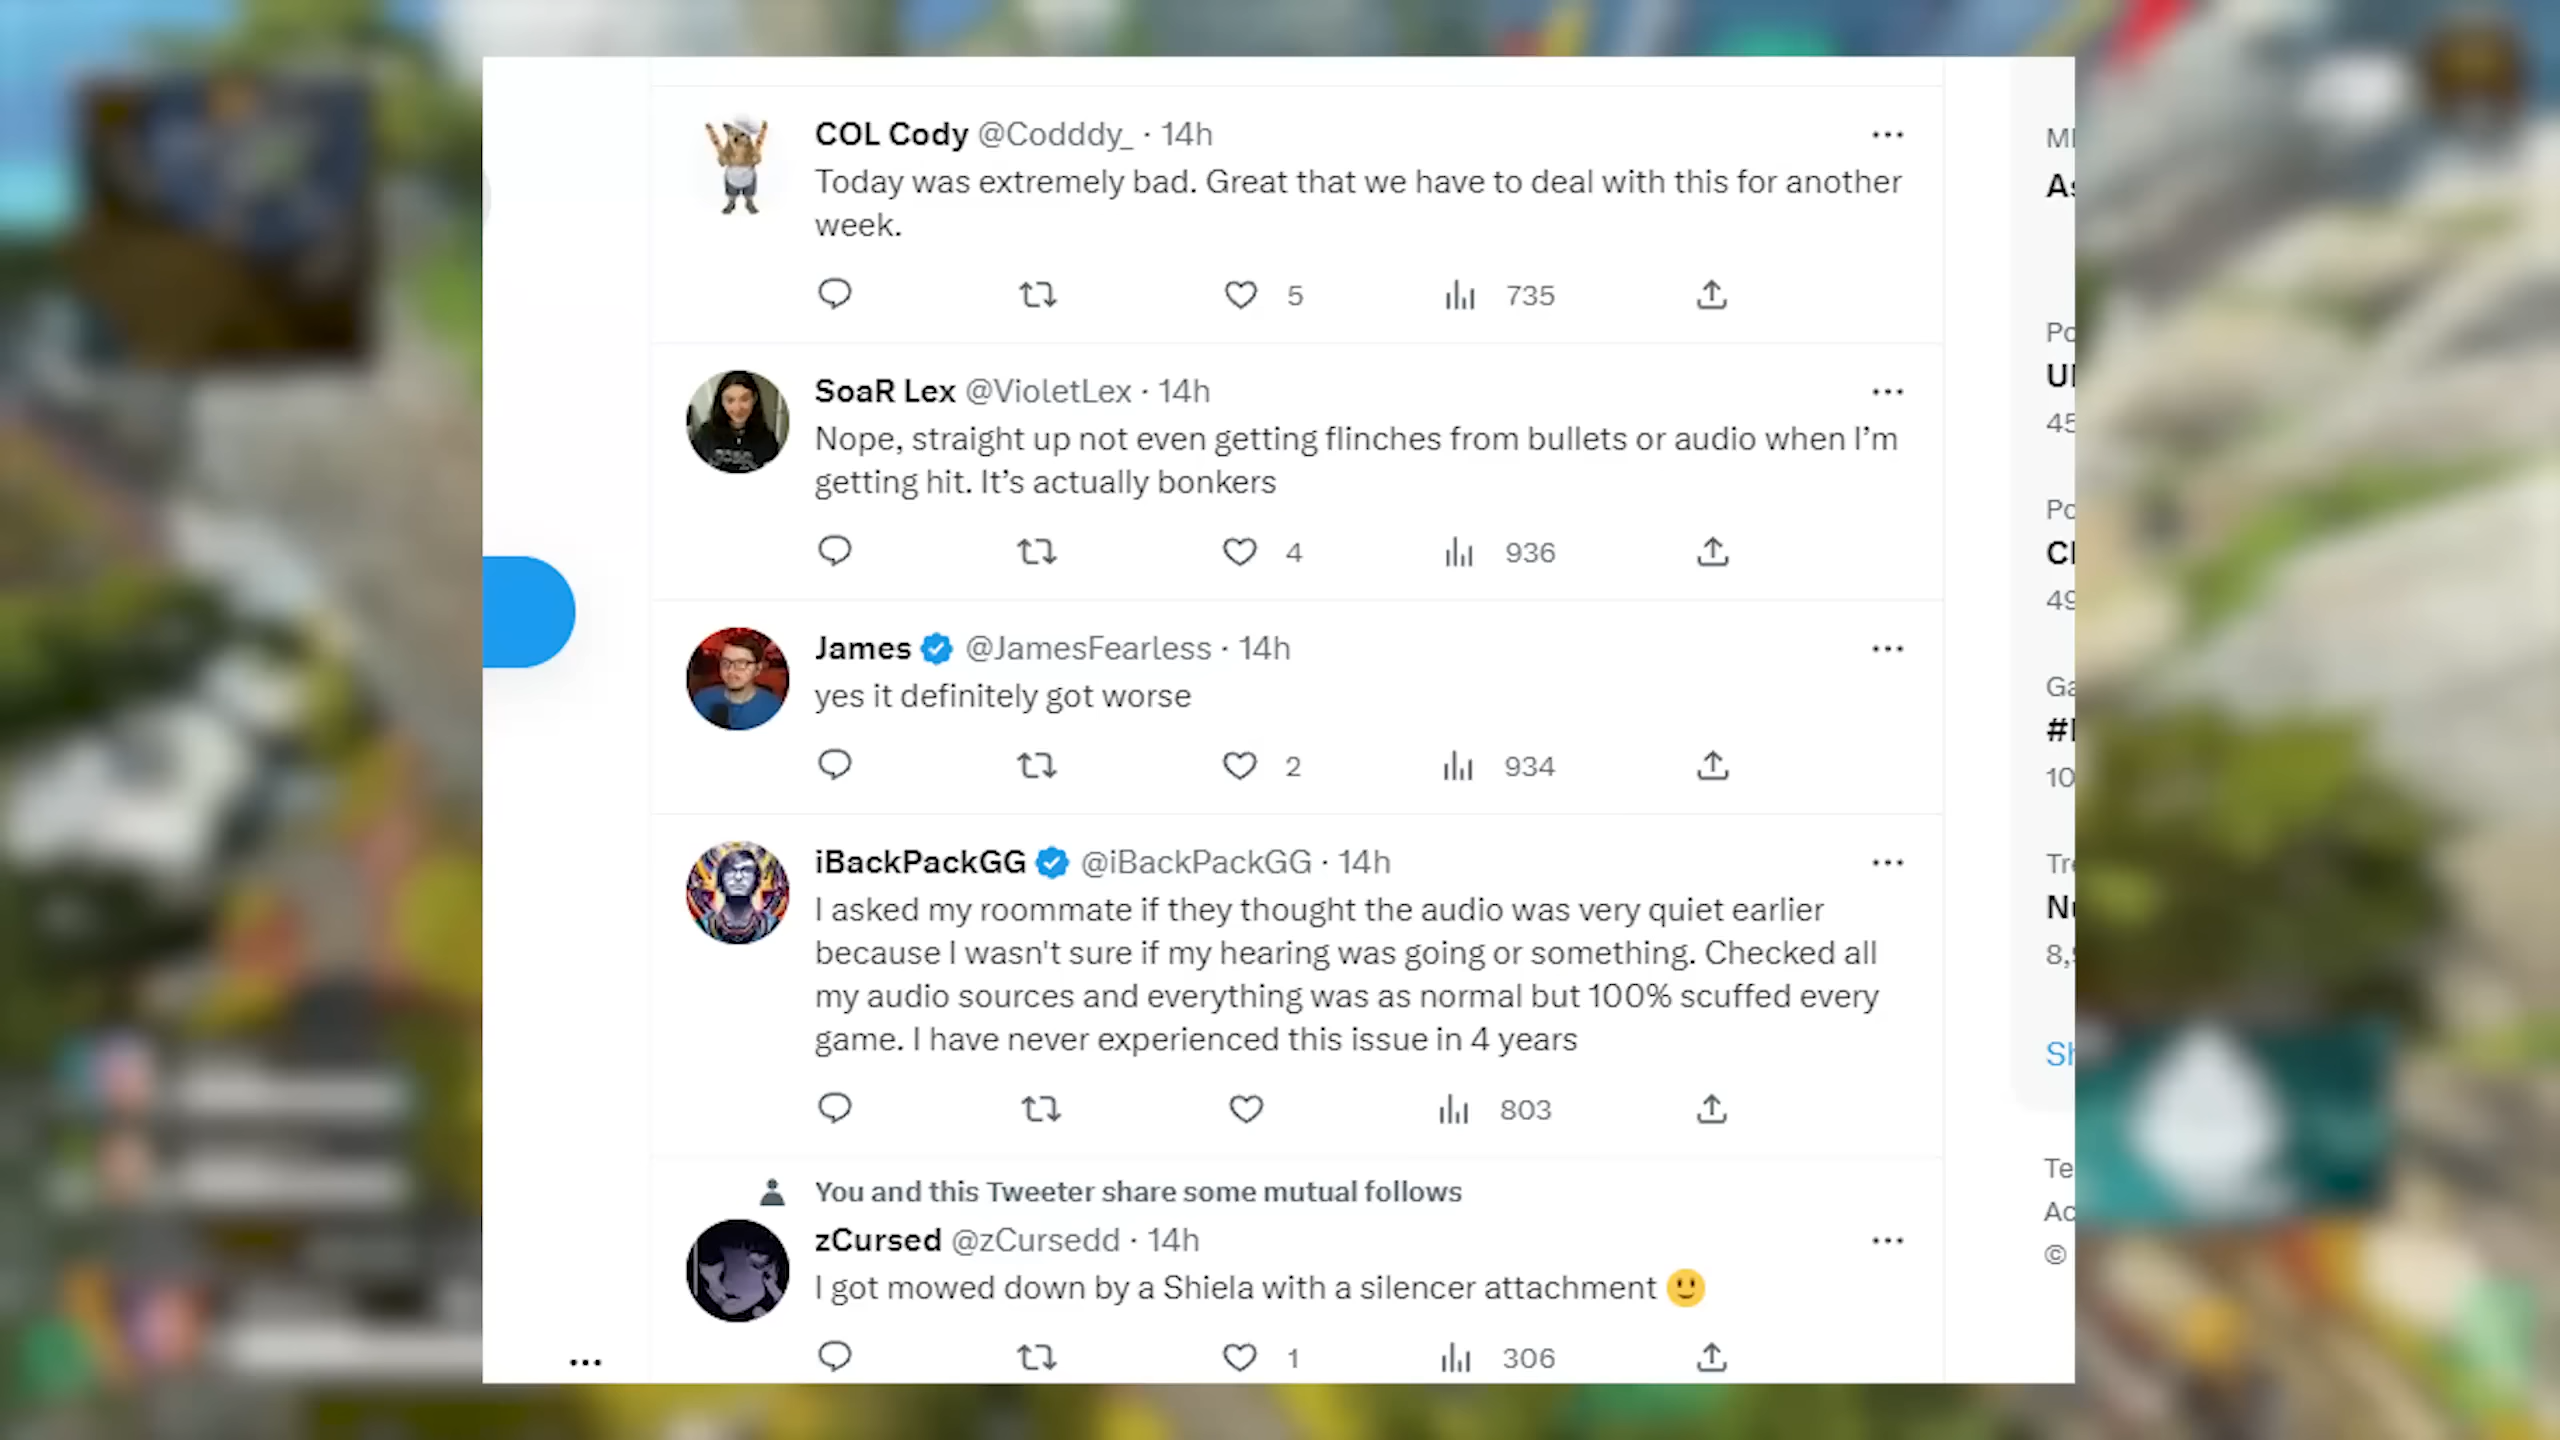 COL Cody @Codddy_ · 14h
Today was extremely bad. Great that we have to deal with this for another
week.
5 735
SoaR Lex @VioletLex · 14h
Nope, straight up not even getting flinches from bullets or audio when I’m
getting hit. It’s actually bonkers
4 936
James @JamesFearless · 14h
yes it definitely got worse
2 934
iBackPackGG @iBackPackGG · 14h
I asked my roommate if they thought the audio was very quiet earlier
because I wasn't sure if my hearing was going or something. Checked all
my audio sources and everything was as normal but 100% scuffed every
game. I have never experienced this issue in 4 years
803
You and this Tweeter share some mutual follows
zCursed @zCursedd · 14h
I got mowed down by a Shiela with a silencer attachment 🙂
1 306